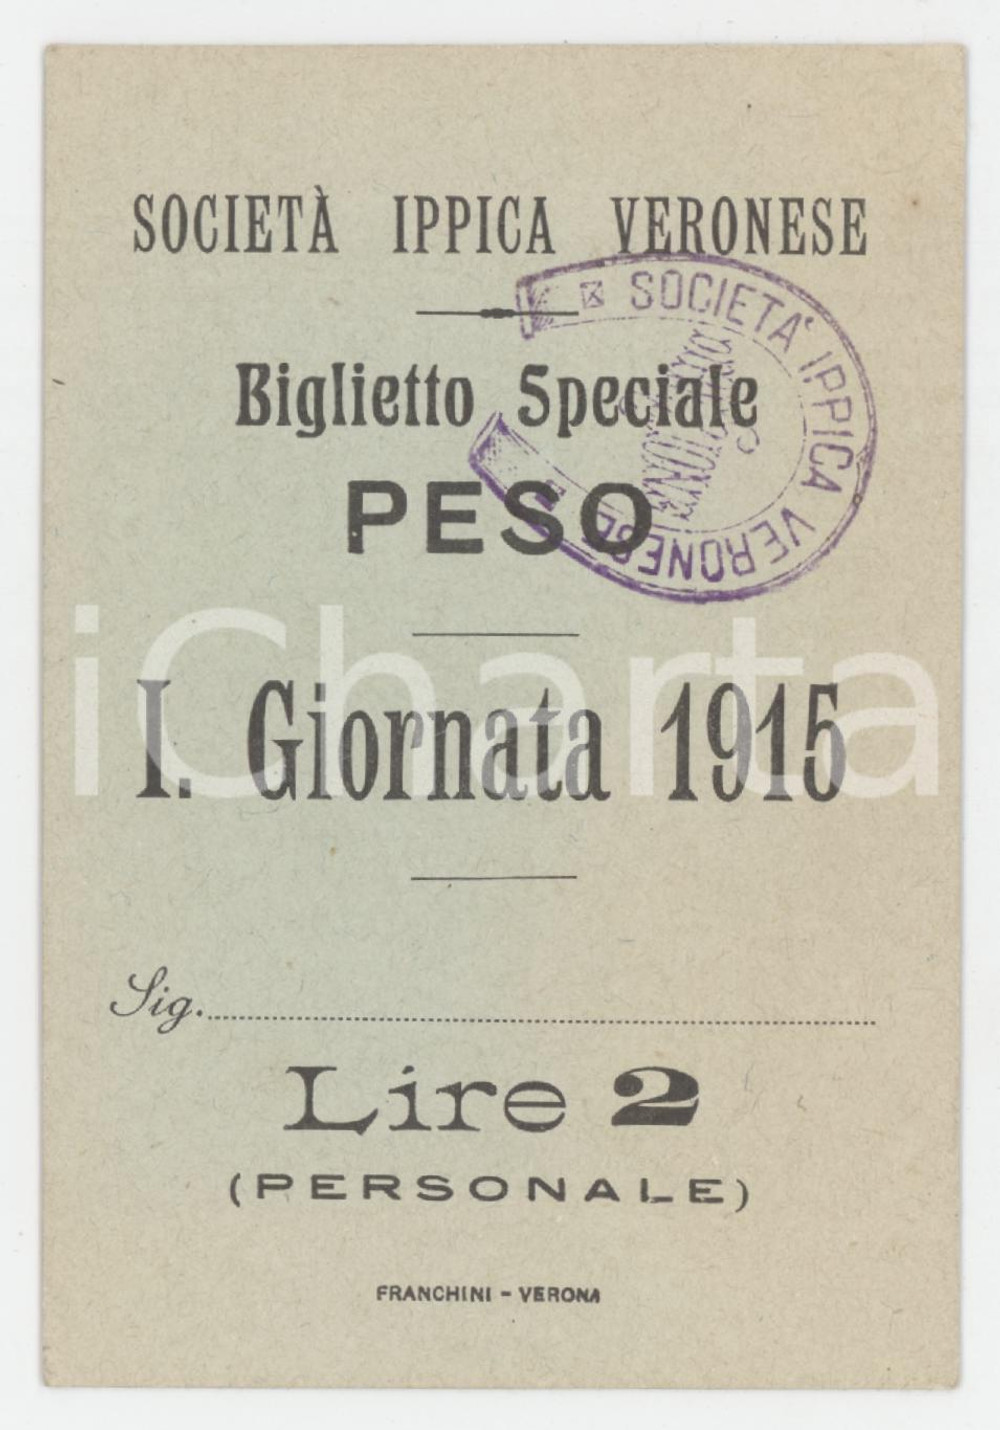 SOCIETÀ IPPICA VERONESE
SOCIETA' IPPICA VERONESE
Biglietto Speciale
PESO
iCharta
I. Giornata 1915
Sig.
Lire 2
(PERSONALE)
FRANCHINI - VERONA